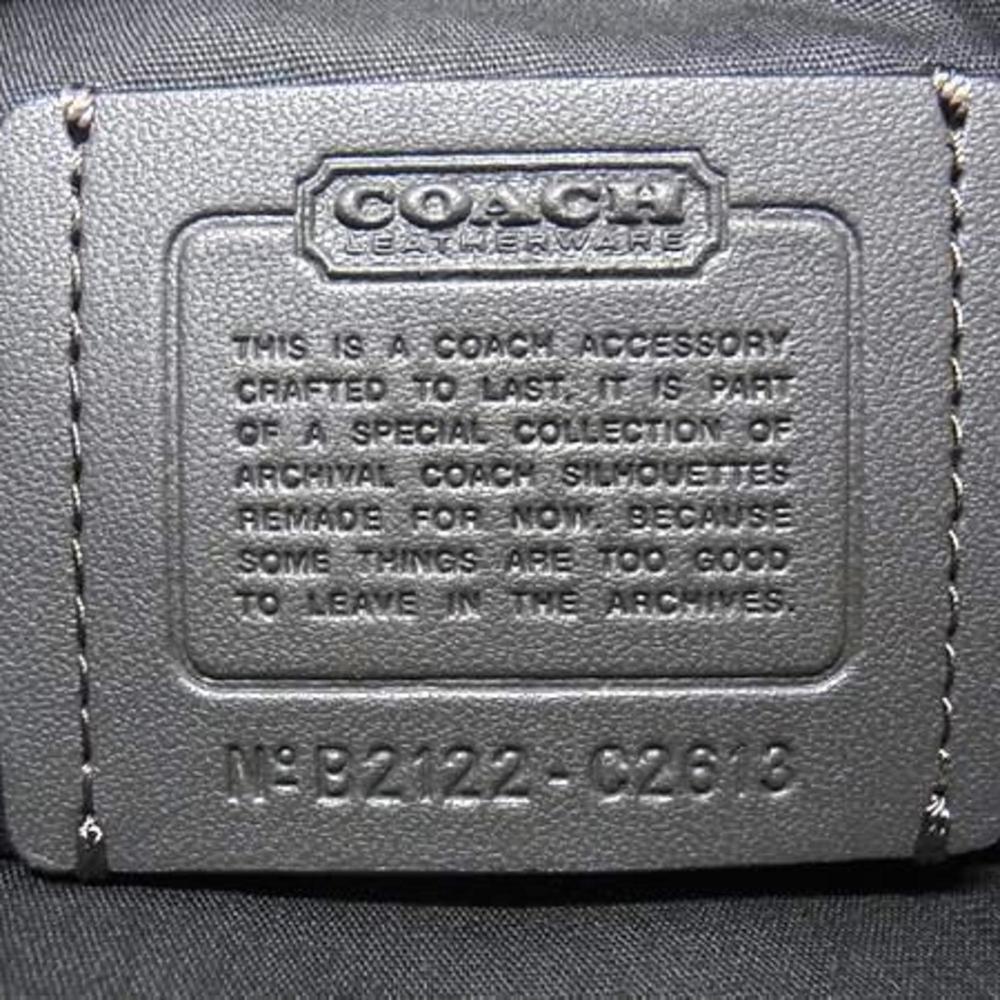 COACH
LEATHERWARE
THIS IS A COACH ACCESSORY.
CRAFTED TO LAST, IT IS PART
OF A SPECIAL COLLECTION OF
ARCHIVAL COACH SILHOUETTES
REMADE FOR NOW. BECAUSE
SOME THINGS ARE TOO GOOD
TO LEAVE IN THE ARCHIVES.
Nº B2122-C2613